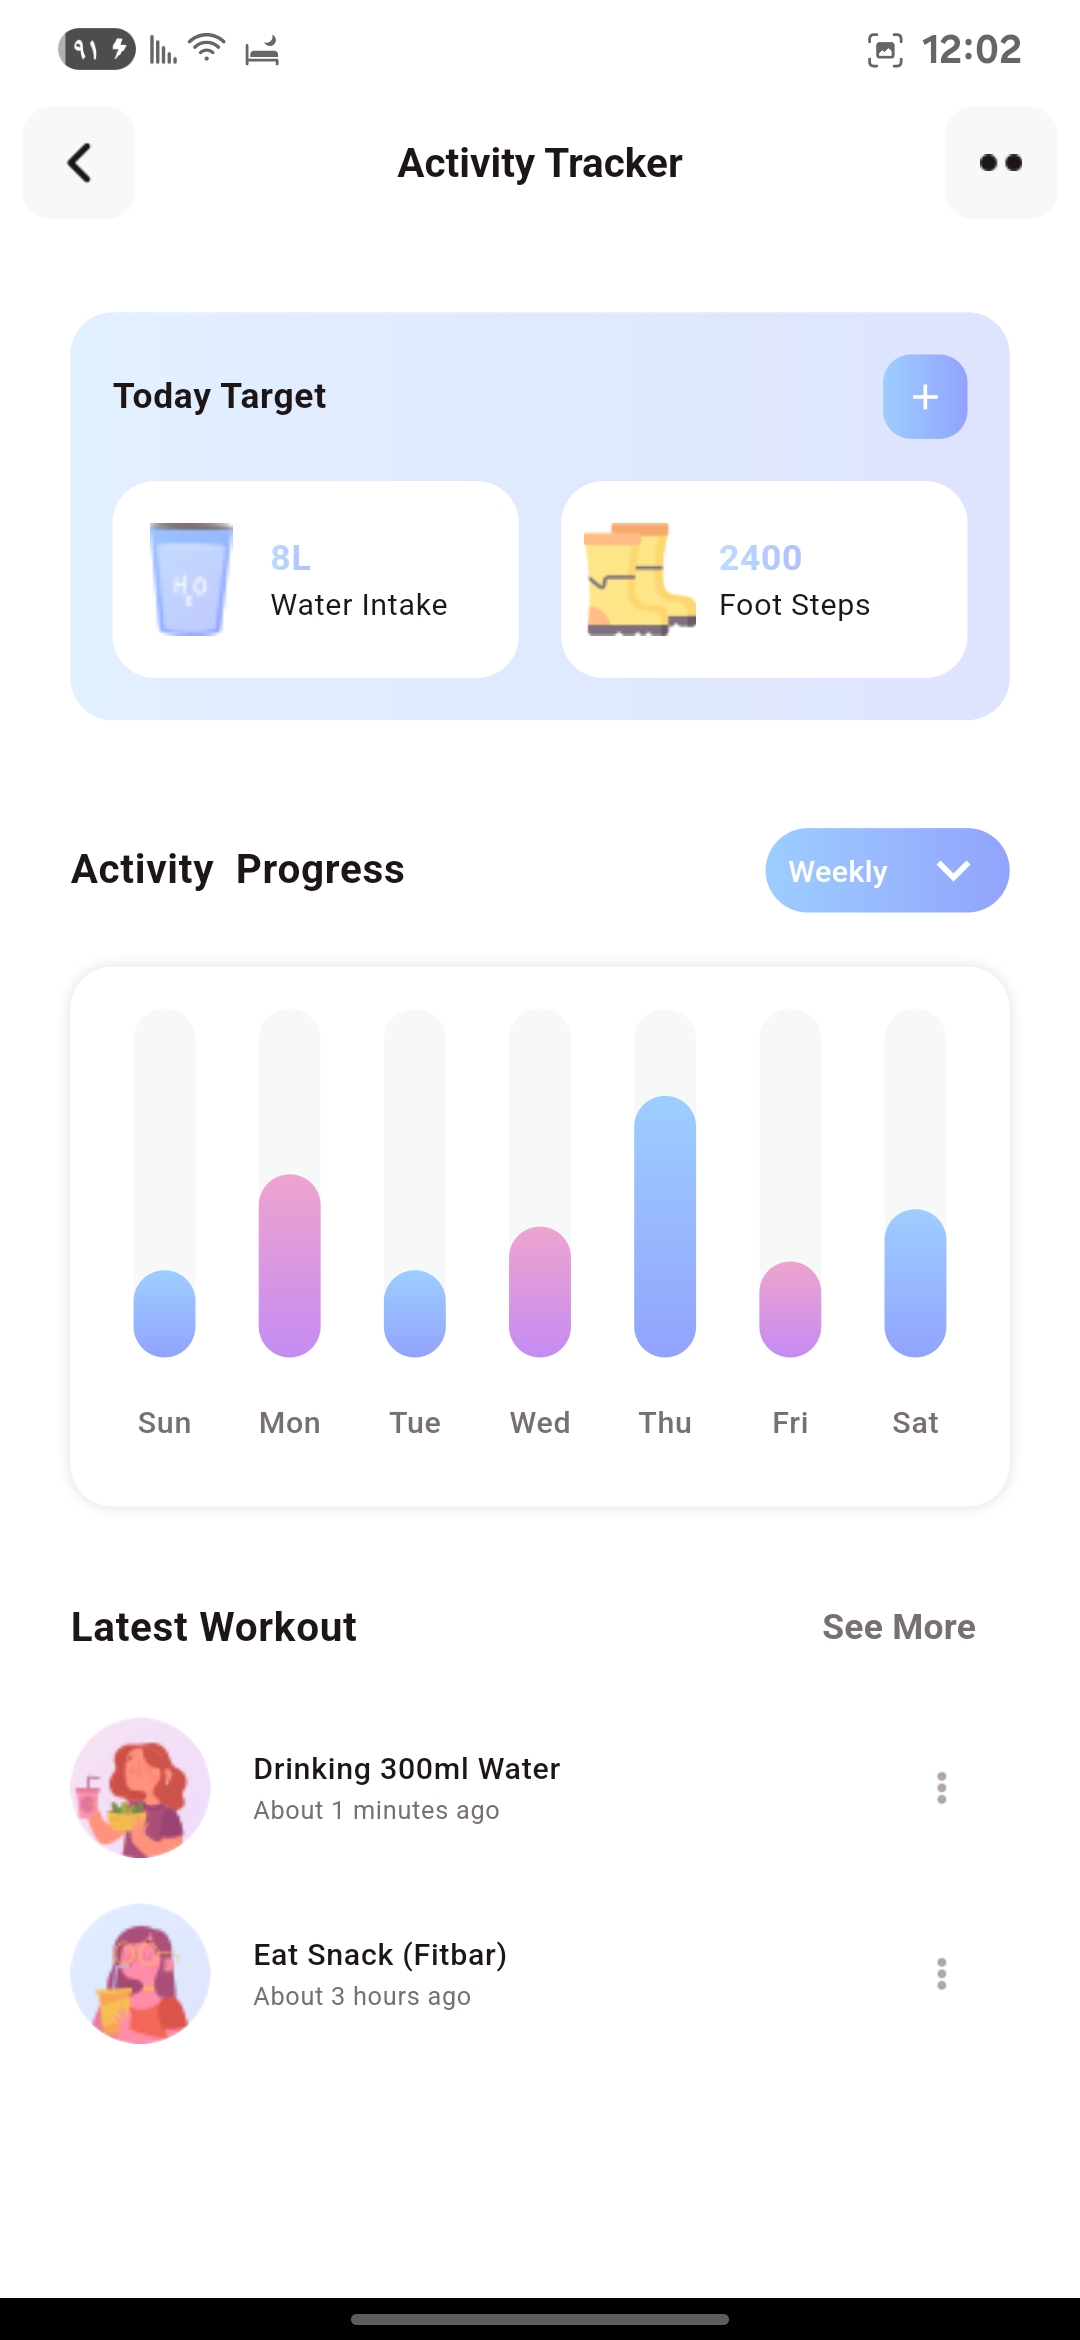 ٩١
12:02
Activity Tracker
Today Target
8L
Water Intake
2400
Foot Steps
Activity  Progress
Weekly
Sun Mon Tue Wed Thu Fri Sat
Latest Workout
See More
Drinking 300ml Water
About 1 minutes ago
Eat Snack (Fitbar)
About 3 hours ago